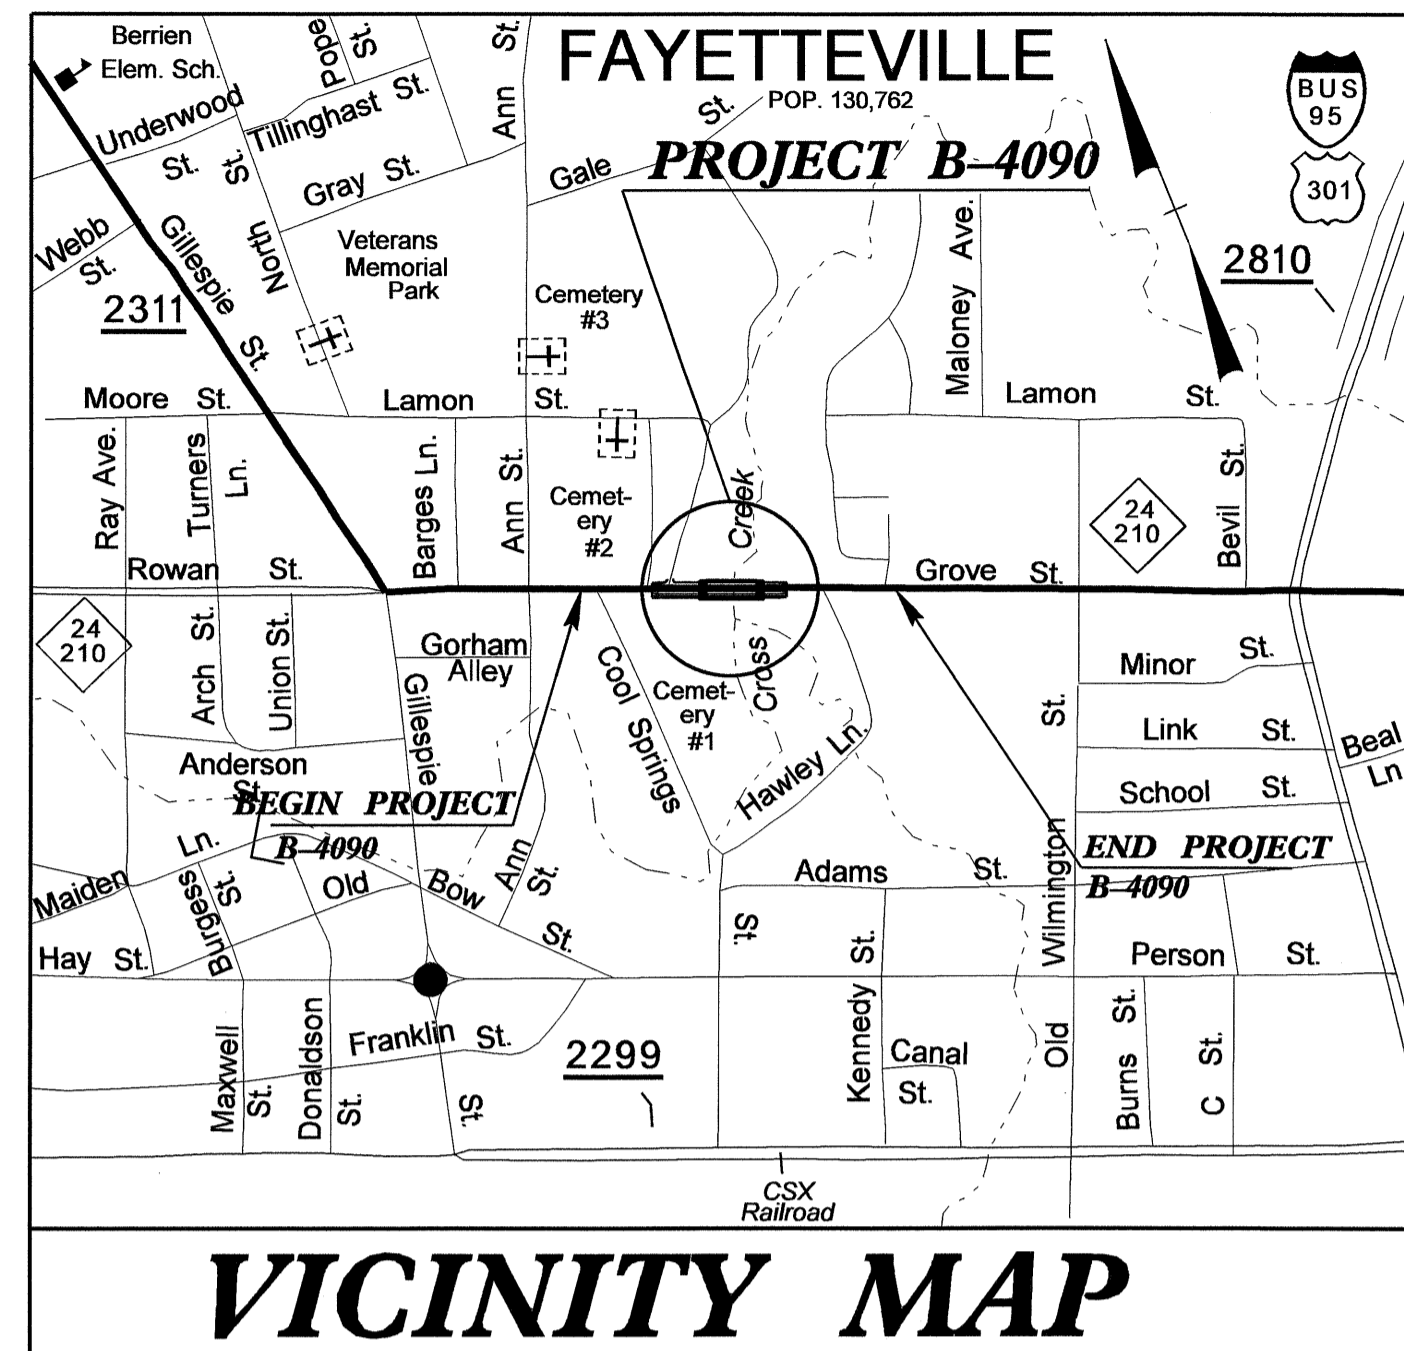 Berrien
Elem. Sch.
Pope
St.
Ann St.
FAYETTEVILLE
POP. 130,762
BUS
95
301
Underwood
St.
Tillinghast St.
North
St.
Gray St.
Gale St.
PROJECT B–4090
Maloney Ave.
2810
Webb
St.
Gillespie
St.
2311
Veterans
Memorial
Park
Cemetery
#3
Moore St.
Lamon St.
Lamon St.
Ray Ave.
Turners
Ln.
Barges Ln.
Ann St.
Cemet-
ery
#2
Creek
24
210
Bevil St.
Rowan St.
Grove St.
24
210
Arch St.
Union St.
Gorham
Alley
Gillespie
Cool Springs
Cemet-
ery
#1
Cross
Hawley Ln.
Minor St.
St.
Link St.
Beal
Ln
School St.
Anderson
St.
BEGIN PROJECT
B–4090
END PROJECT
B–4090
Maiden
Ln.
Burgess
St.
Old Bow St.
Ann
St.
Adams St.
Wilmington
Old
Hay St.
St.
Person St.
Maxwell
St.
Donaldson
St.
Franklin St.
St.
2299
Kennedy St.
Canal
St.
Burns St.
C St.
CSX
Railroad
VICINITY MAP